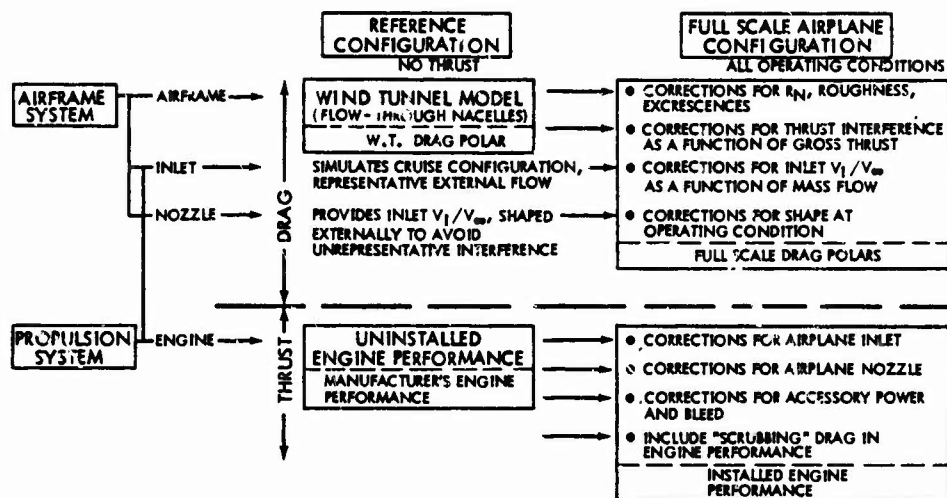 REFERENCE CONFIGURATION
NO THRUST
FULL SCALE AIRPLANE CONFIGURATION
ALL OPERATING CONDITIONS
AIRFRAME SYSTEM
AIRFRAME
INLET
NOZZLE
DRAG
WIND TUNNEL MODEL
(FLOW-THROUGH NACELLES)
W.T. DRAG POLAR
SIMULATES CRUISE CONFIGURATION,
REPRESENTATIVE EXTERNAL FLOW
PROVIDES INLET V₁/V∞, SHAPED
EXTERNALLY TO AVOID
UNREPRESENTATIVE INTERFERENCE
• CORRECTIONS FOR RN, ROUGHNESS,
EXCRESCENCES
• CORRECTIONS FOR THRUST INTERFERENCE
AS A FUNCTION OF GROSS THRUST
• CORRECTIONS FOR INLET V₁/V∞
AS A FUNCTION OF MASS FLOW
• CORRECTIONS FOR SHAPE AT
OPERATING CONDITION
FULL SCALE DRAG POLARS
PROPULSION SYSTEM
ENGINE
THRUST
UNINSTALLED
ENGINE PERFORMANCE
MANUFACTURER'S ENGINE
PERFORMANCE
• CORRECTIONS FOR AIRPLANE INLET
• CORRECTIONS FOR AIRPLANE NOZZLE
• CORRECTIONS FOR ACCESSORY POWER
AND BLEED
• INCLUDE "SCRUBBING" DRAG IN
ENGINE PERFORMANCE
INSTALLED ENGINE
PERFORMANCE